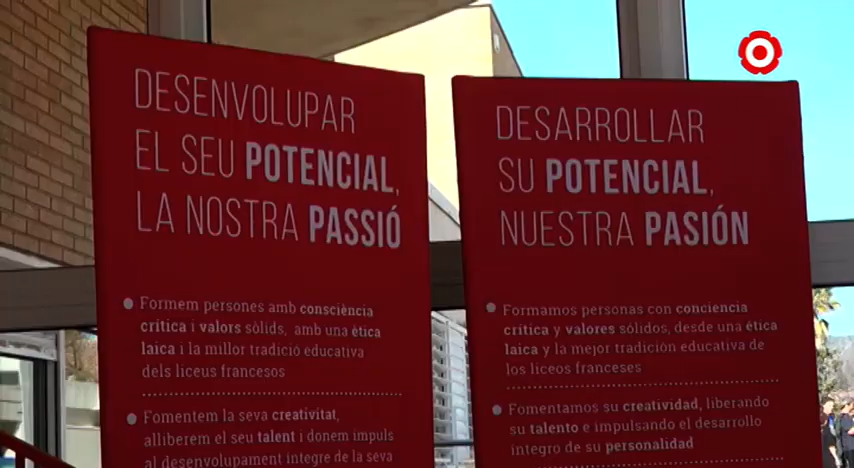 DESENVOLUPAR
EL SEU POTENCIAL,
LA NOSTRA PASSIÓ
Formem persones amb consciència
crítica i valors sòlids, amb una ètica
laica i la millor tradició educativa
dels liceus francesos
Fomentem la seva creativitat,
alliberem el seu talent i donem impuls
al desenvolupament integre de la seva
DESARROLLAR
SU POTENCIAL,
NUESTRA PASIÓN
Formamos personas con conciencia
crítica y valores sólidos, desde una ética
laica y la mejor tradición educativa de
los liceos franceses
Fomentamos su creatividad, liberando
su talento e impulsando el desarrollo
integro de su personalidad